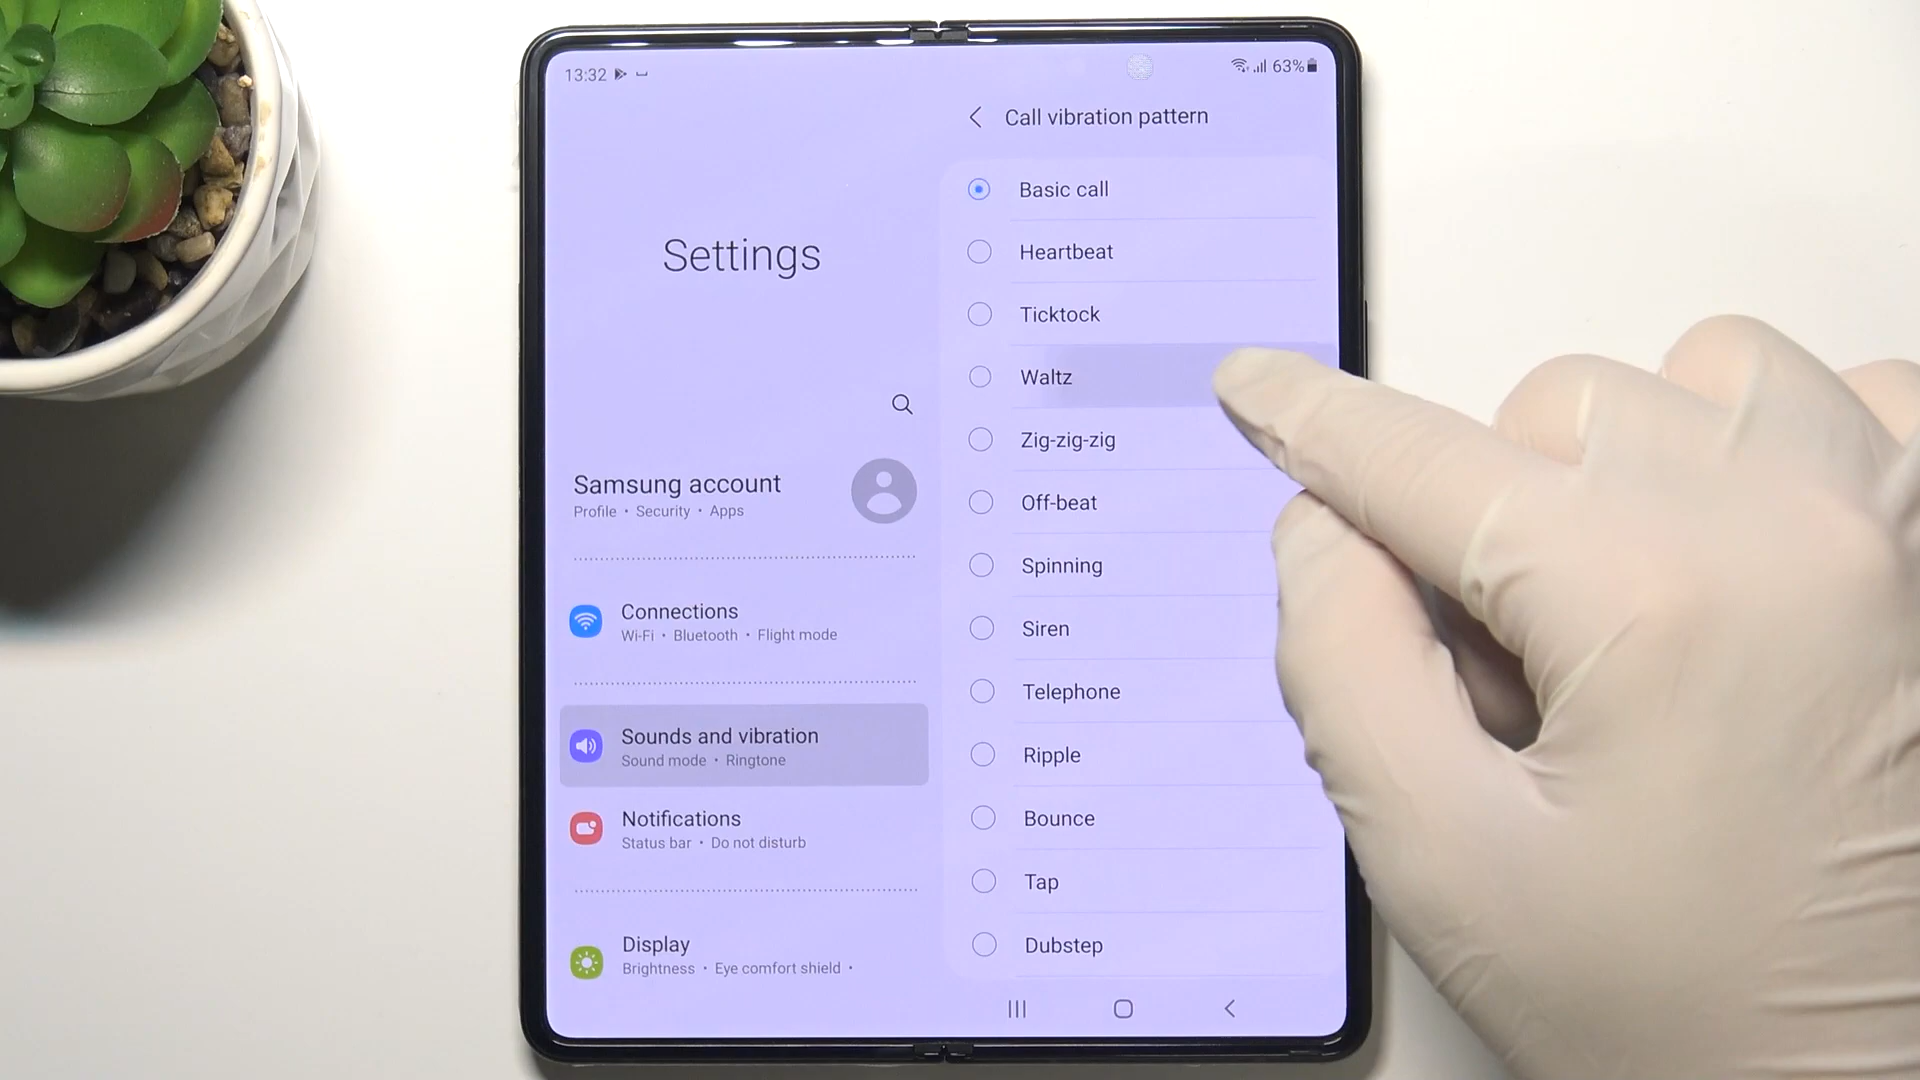 13:32
63%
Settings
Samsung account
Profile • Security • Apps
Connections
Wi-Fi • Bluetooth • Flight mode
Sounds and vibration
Sound mode • Ringtone
Notifications
Status bar • Do not disturb
Display
Brightness • Eye comfort shield •
Call vibration pattern
Basic call
Heartbeat
Ticktock
Waltz
Zig-zig-zig
Off-beat
Spinning
Siren
Telephone
Ripple
Bounce
Tap
Dubstep